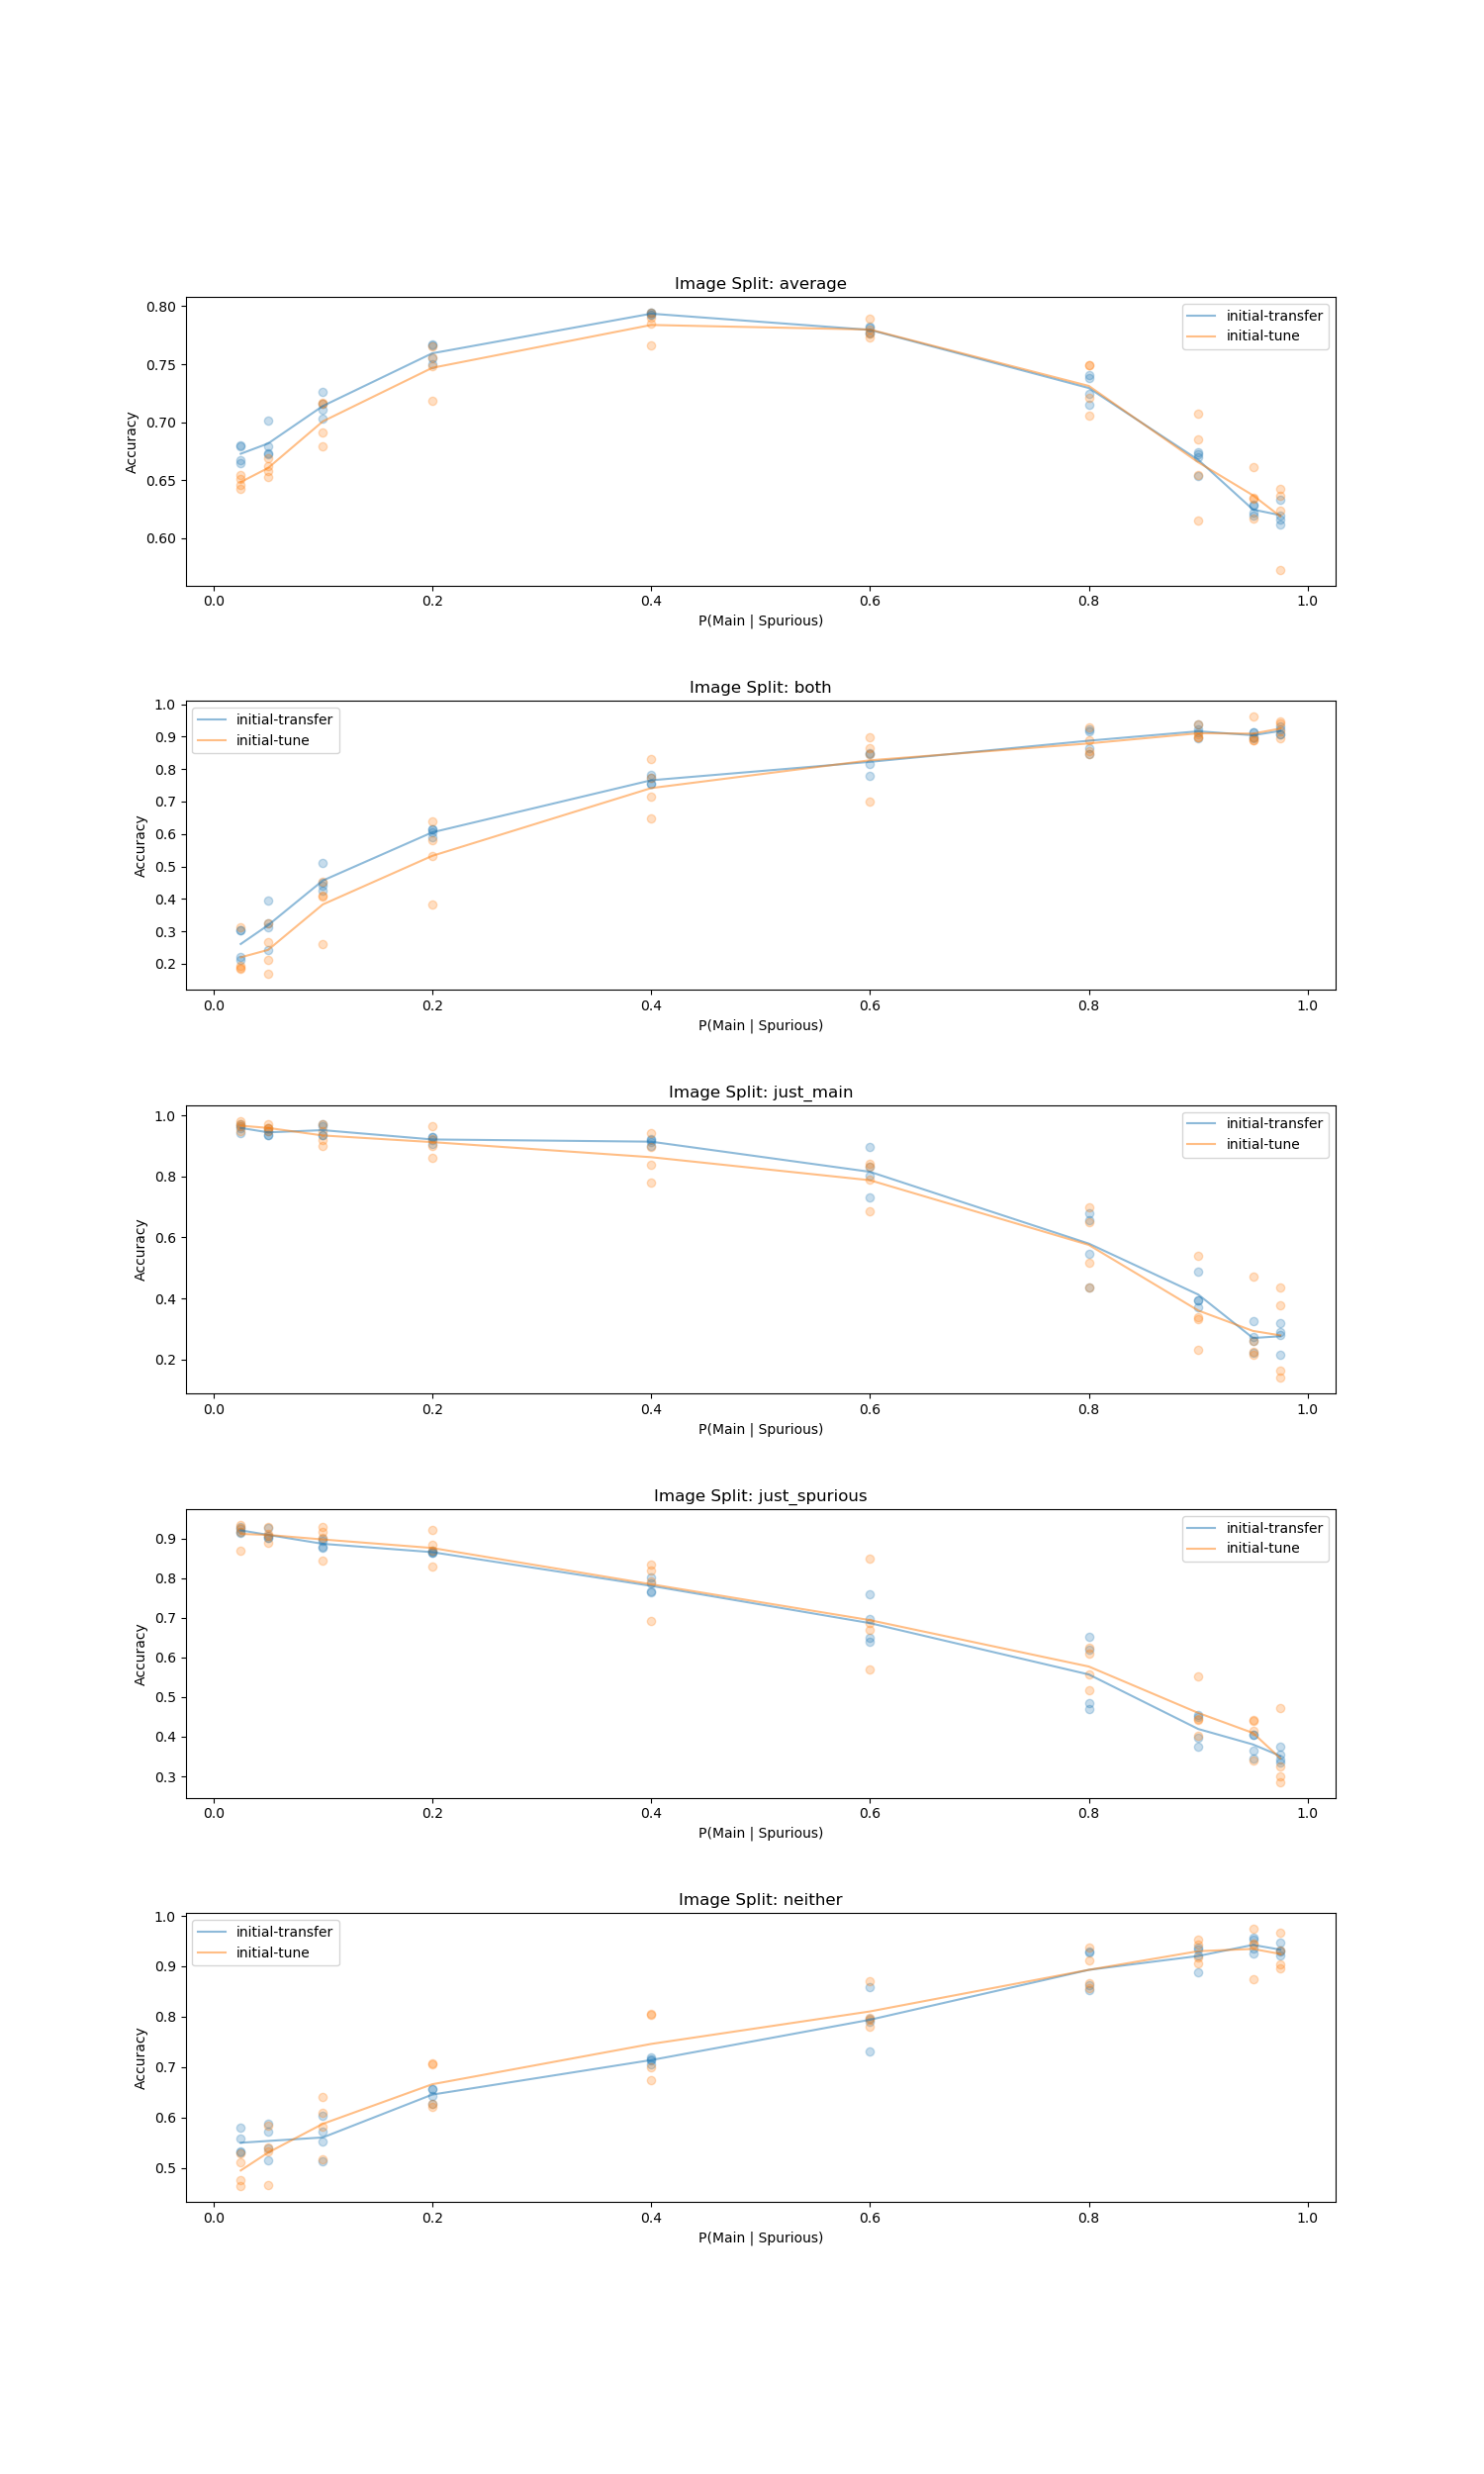 Image Split: average
0.80
0.75
0.70
0.65
0.60
Accuracy
initial-transfer
initial-tune
0.0 0.2 0.4 0.6 0.8 1.0
P(Main | Spurious)
Image Split: both
1.0
0.9
0.8
0.7
0.6
0.5
0.4
0.3
0.2
Accuracy
initial-transfer
initial-tune
0.0 0.2 0.4 0.6 0.8 1.0
P(Main | Spurious)
Image Split: just_main
1.0
0.8
0.6
0.4
0.2
Accuracy
initial-transfer
initial-tune
0.0 0.2 0.4 0.6 0.8 1.0
P(Main | Spurious)
Image Split: just_spurious
0.9
0.8
0.7
0.6
0.5
0.4
0.3
Accuracy
initial-transfer
initial-tune
0.0 0.2 0.4 0.6 0.8 1.0
P(Main | Spurious)
Image Split: neither
1.0
0.9
0.8
0.7
0.6
0.5
Accuracy
initial-transfer
initial-tune
0.0 0.2 0.4 0.6 0.8 1.0
P(Main | Spurious)